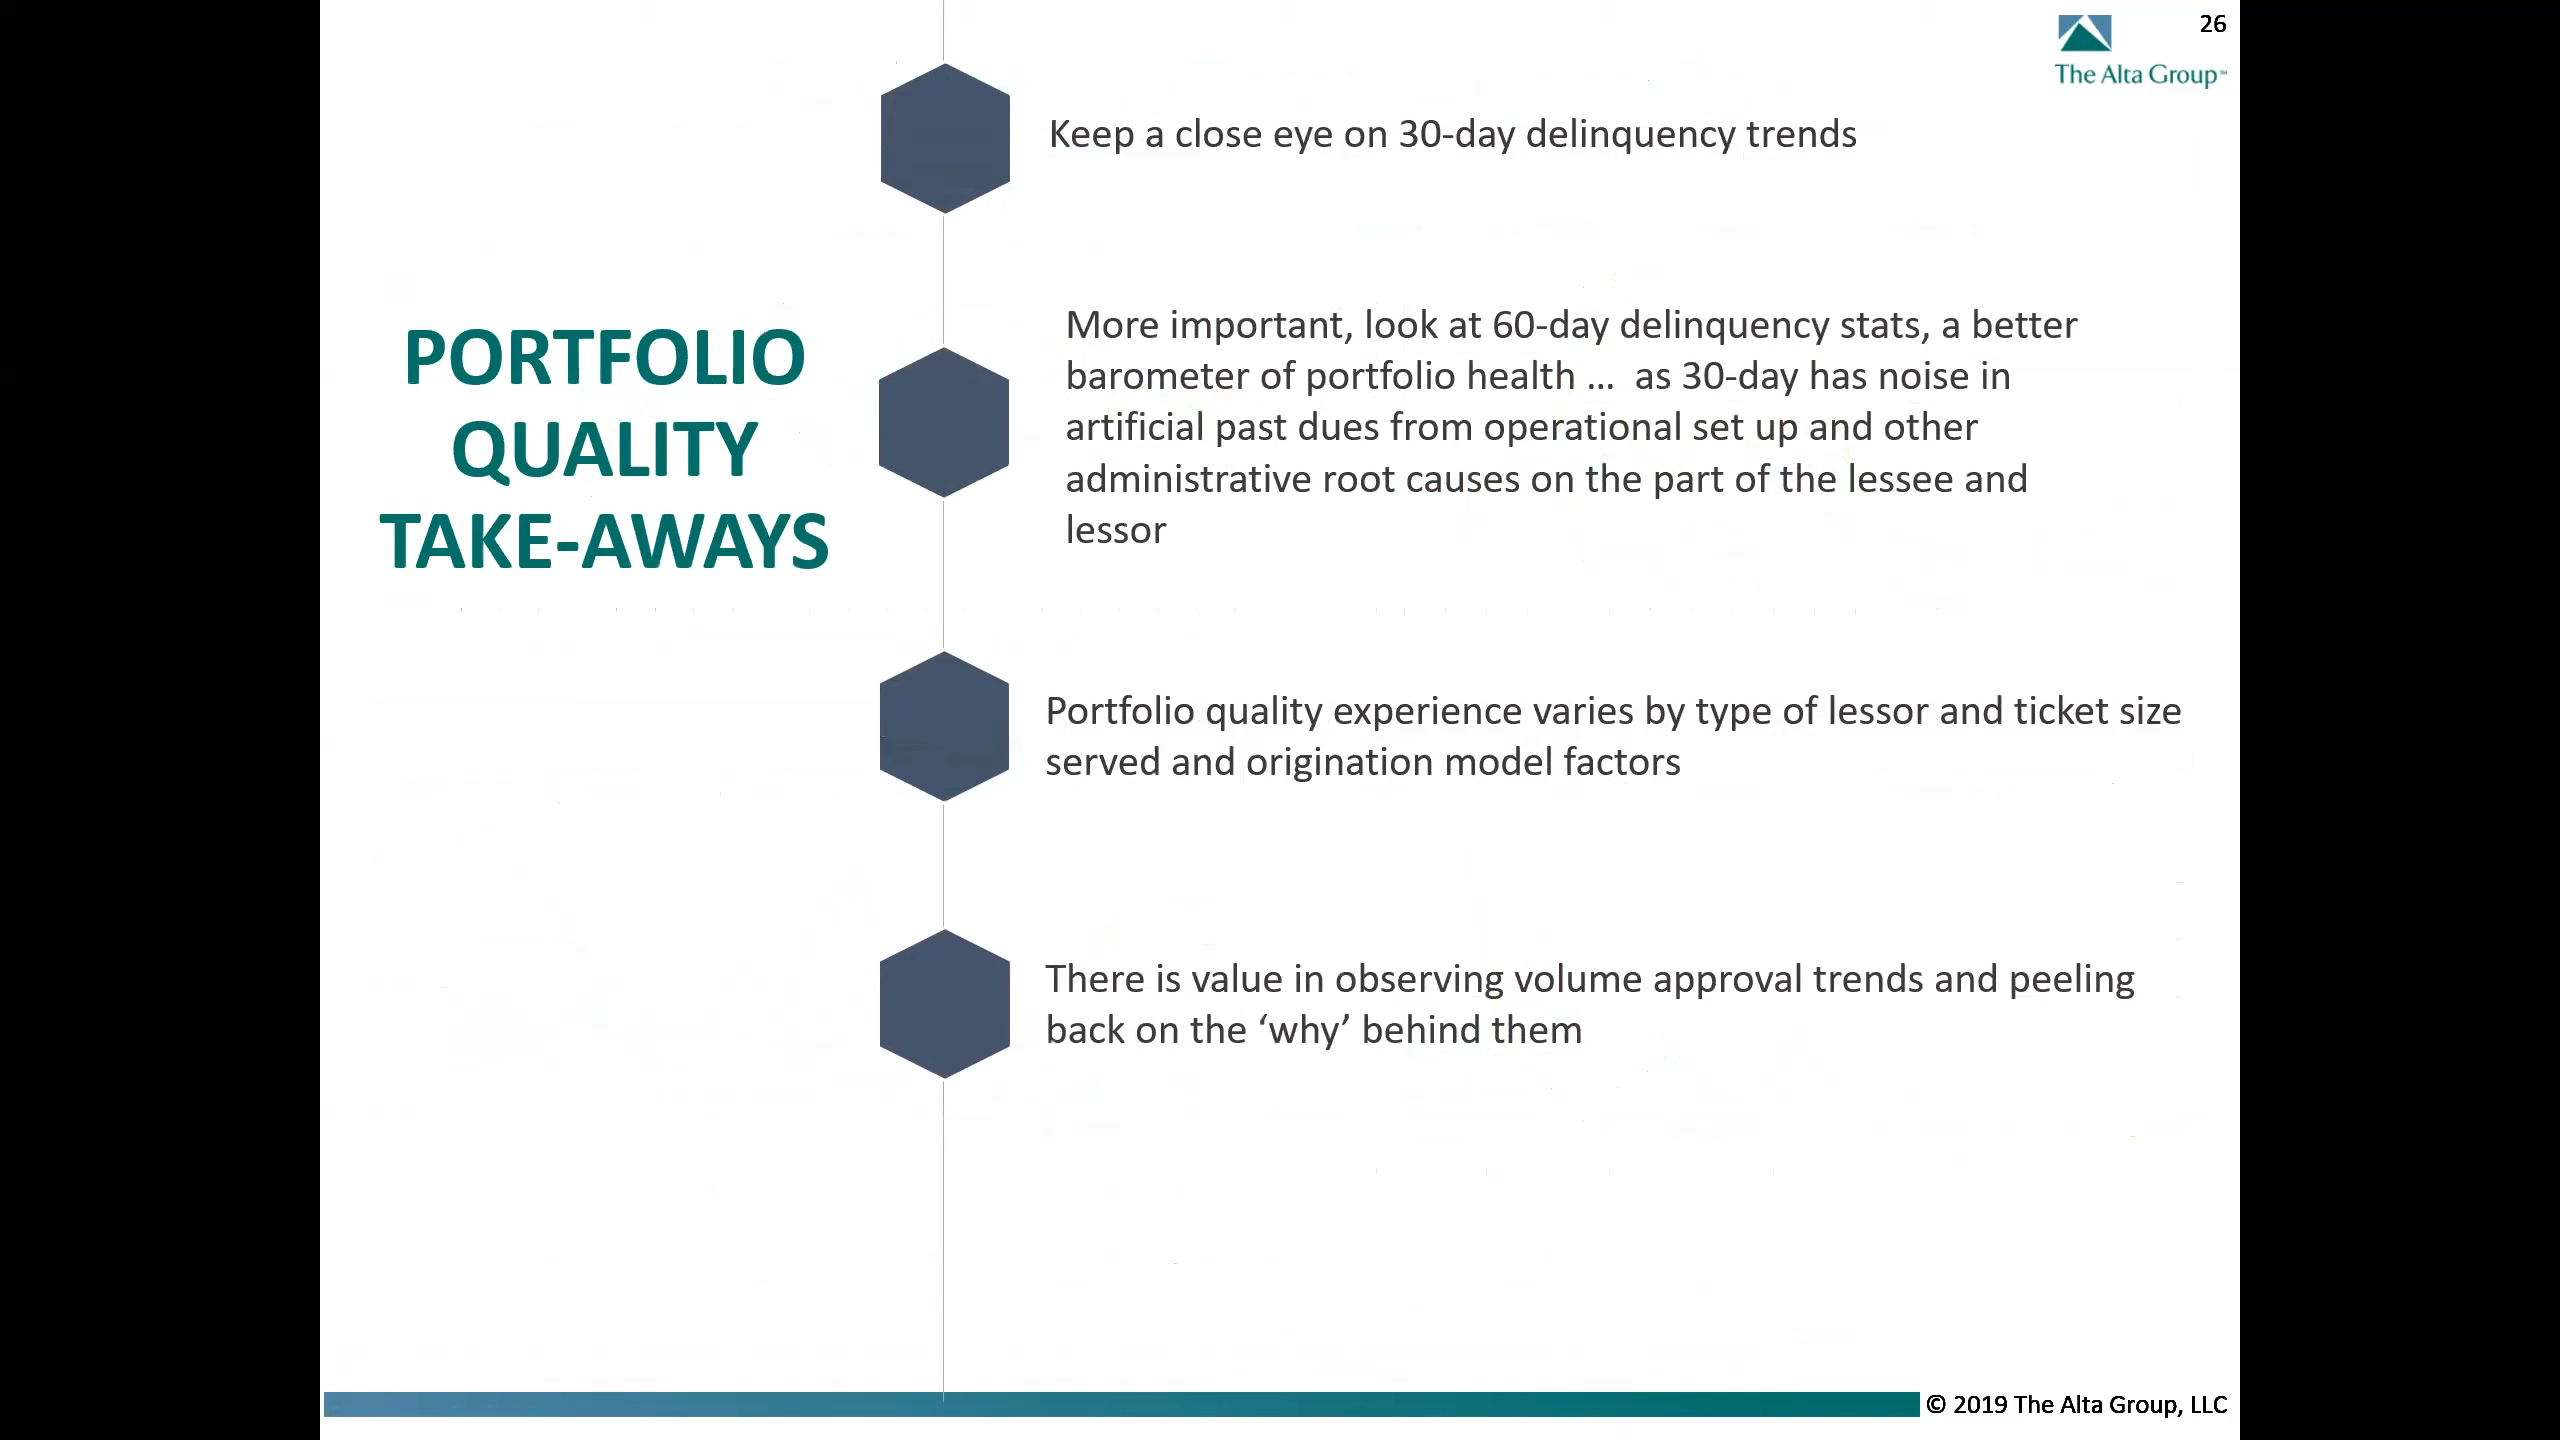 26
The Alta Group℠
Keep a close eye on 30-day delinquency trends
PORTFOLIO
QUALITY
TAKE-AWAYS
More important, look at 60-day delinquency stats, a better
barometer of portfolio health ... as 30-day has noise in
artificial past dues from operational set up and other
administrative root causes on the part of the lessee and
lessor
Portfolio quality experience varies by type of lessor and ticket size
served and origination model factors
There is value in observing volume approval trends and peeling
back on the ‘why’ behind them
© 2019 The Alta Group, LLC